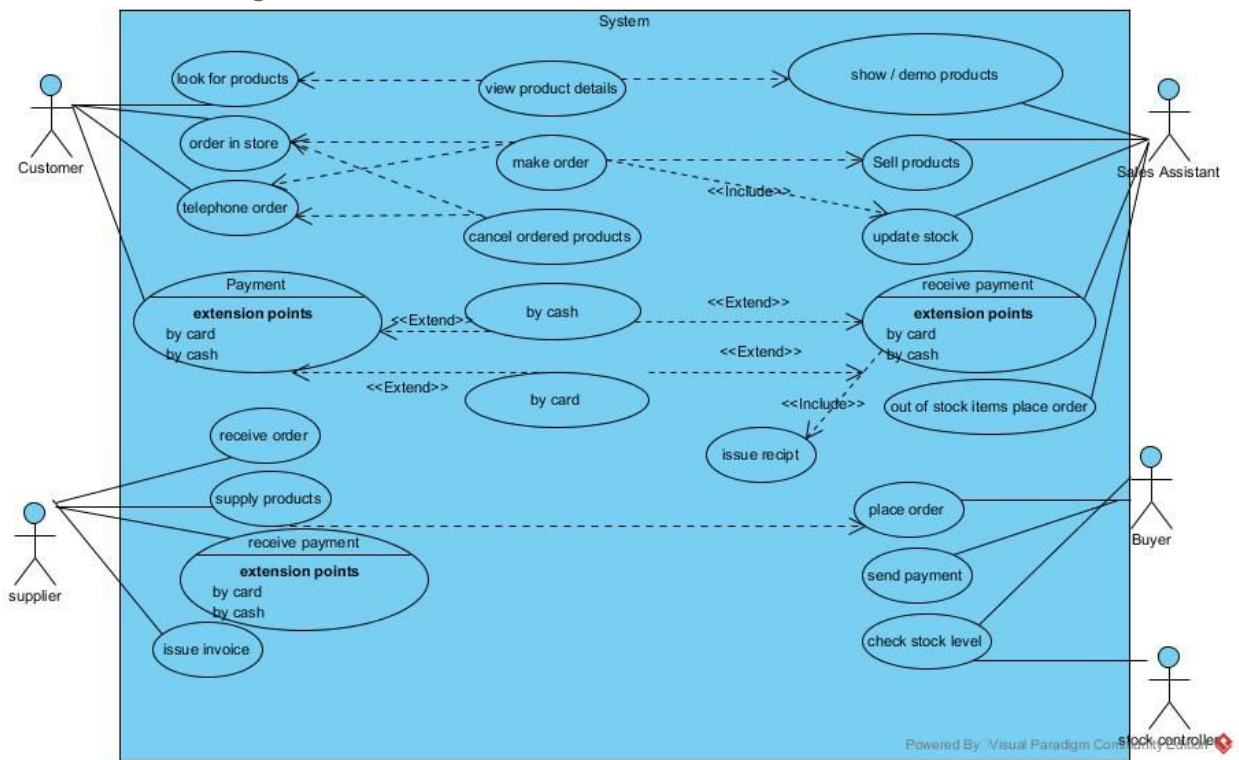 System
look for products
view product details
show / demo products
Customer
order in store
make order
Sell products
Sales Assistant
<<Include>>
telephone order
cancel ordered products
update stock
Payment
extension points
by card
by cash
<<Extend>>
by cash
<<Extend>>
receive payment
extension points
by card
by cash
<<Extend>>
<<Extend>>
by card
<<Include>>
out of stock items place order
receive order
issue recipt
supply products
place order
Buyer
receive payment
extension points
by card
by cash
send payment
supplier
issue invoice
check stock level
stock controller
Powered By Visual Paradigm Community Edition